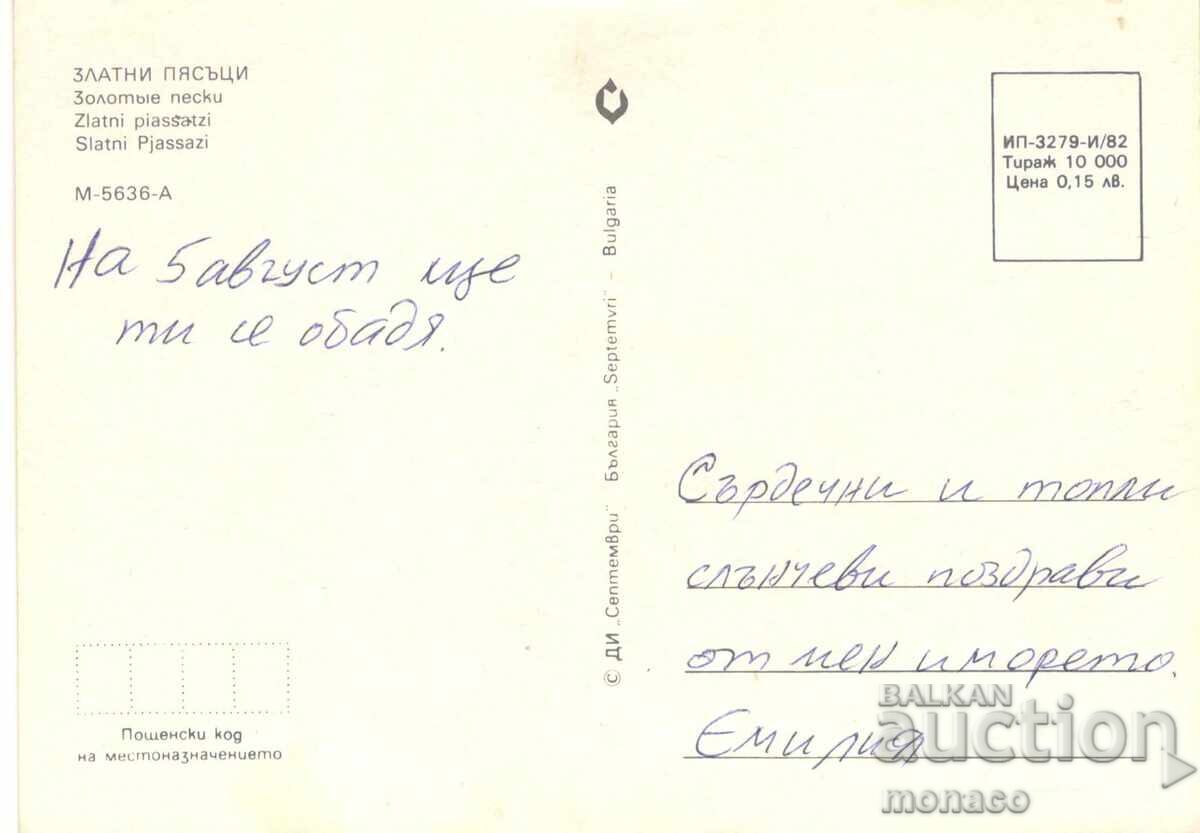 ЗЛАТНИ ПЯСЪЦИ
Золотые пески
Zlatni piassatzi
Slatni Pjassazi
М-5636-А
На 5 август ще
ти се обадя.
Пощенски код
на местоназначението
© ДИ „Септември" България „Septemvri" - Bulgaria
ИП-3279-И/82
Тираж 10 000
Цена 0,15 лв.
Сърдечни и топли
слънчеви поздрави
от мен и морето.
Емилия
BALKAN
auction
monaco